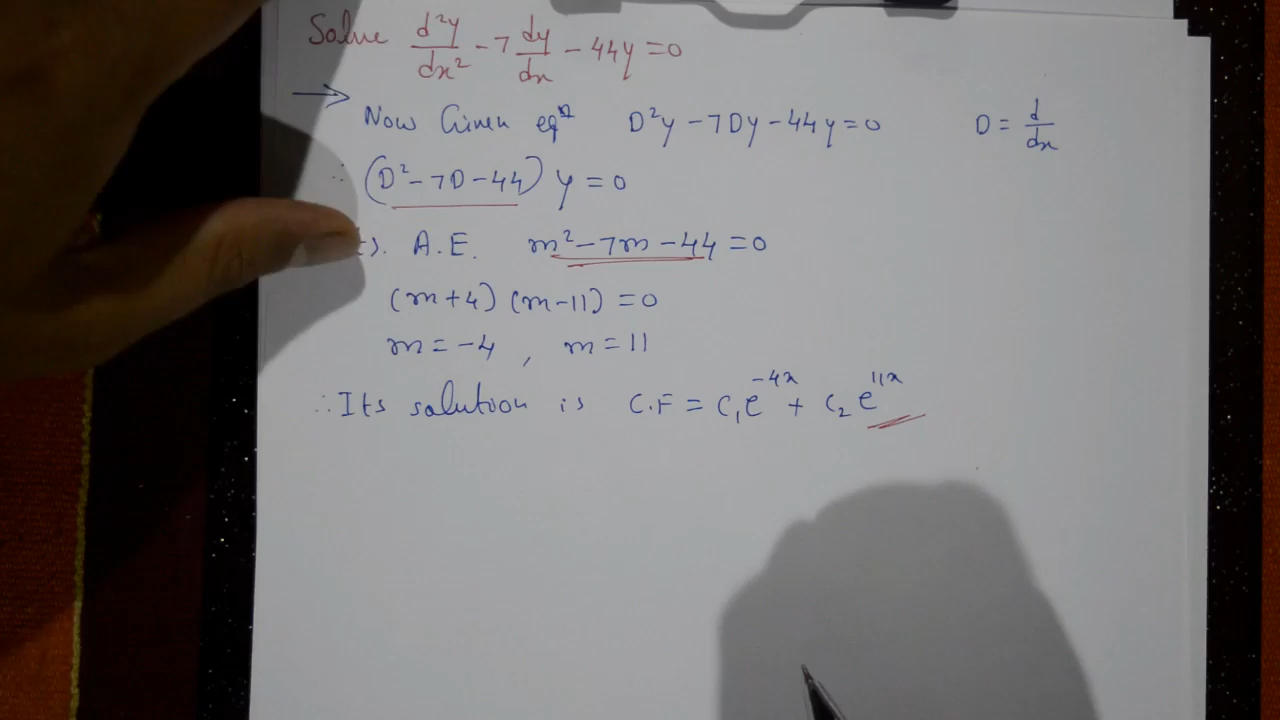 Solve d²y/dx² - 7 dy/dx - 44y = 0
Now Given eqn D²y - 7Dy - 44y = 0 D = d/dx
∴ (D² - 7D - 44) y = 0
A.E. m² - 7m - 44 = 0
(m+4) (m-11) = 0
m = -4 , m = 11
∴ Its solution is C.F = C₁e^-4x + C₂e^11x